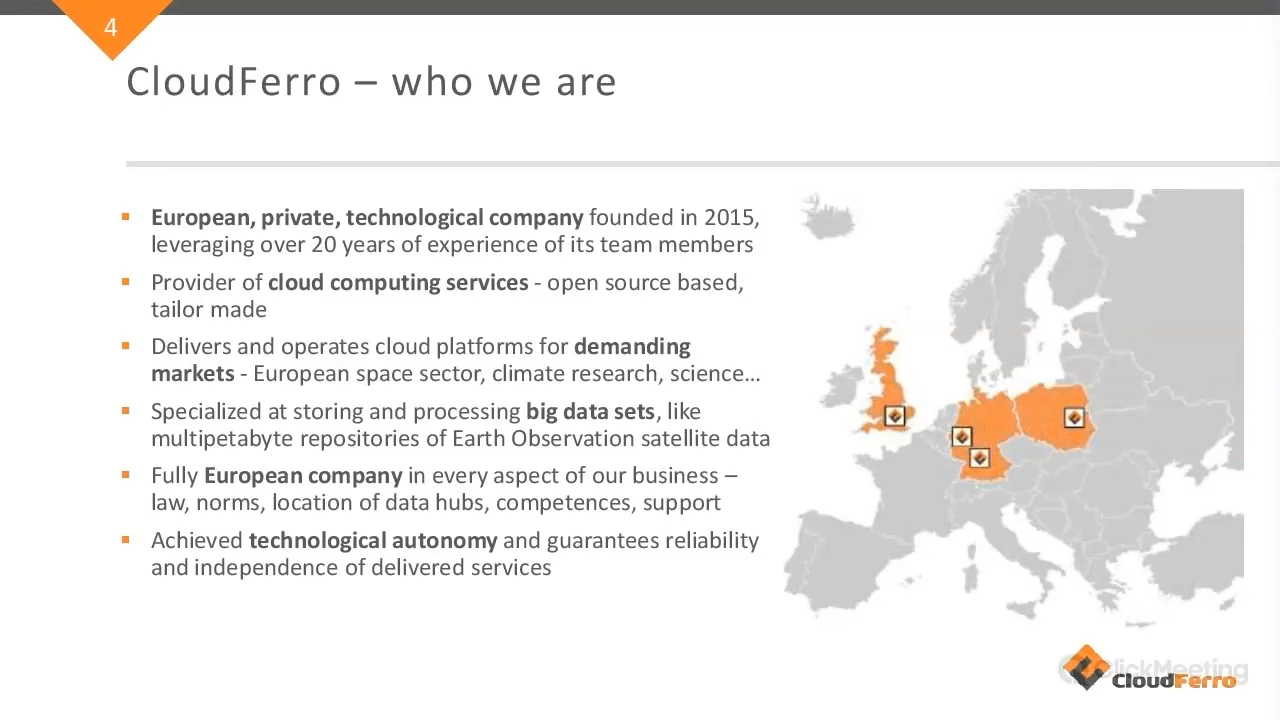 4
CloudFerro – who we are
▪ European, private, technological company founded in 2015,
leveraging over 20 years of experience of its team members
▪ Provider of cloud computing services - open source based,
tailor made
▪ Delivers and operates cloud platforms for demanding
markets - European space sector, climate research, science...
▪ Specialized at storing and processing big data sets, like
multipetabyte repositories of Earth Observation satellite data
▪ Fully European company in every aspect of our business –
law, norms, location of data hubs, competences, support
▪ Achieved technological autonomy and guarantees reliability
and independence of delivered services
ClickMeeting
CloudFerro